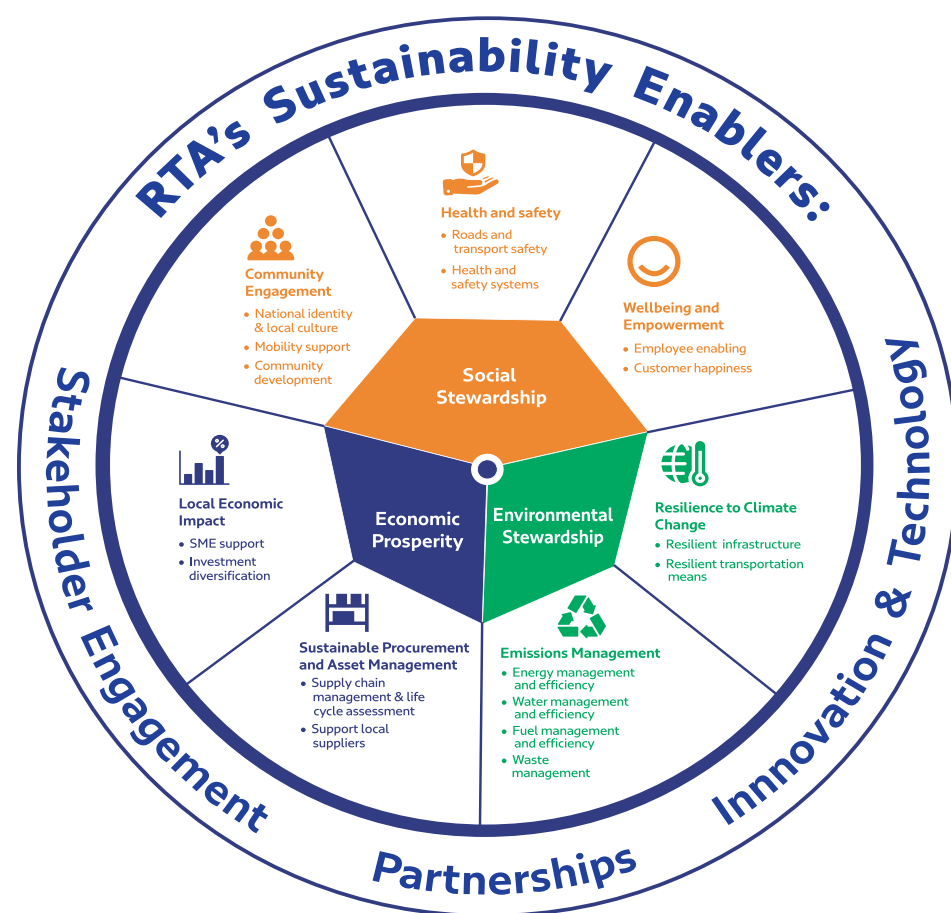 RTA's Sustainability Enablers:
Health and safety
• Roads and
transport safety
• Health and
safety systems
Community
Engagement
• National identity
& local culture
• Mobility support
• Community
development
Wellbeing and
Empowerment
• Employee enabling
• Customer happiness
Social
Stewardship
Local Economic
Impact
• SME support
• Investment
diversification
Economic
Prosperity
Environmental
Stewardship
%
Resilience to Climate
Change
• Resilient infrastructure
• Resilient transportation
means
Sustainable Procurement
and Asset Management
• Supply chain
management & life
cycle assessment
• Support local
suppliers
Emissions Management
• Energy management
and efficiency
• Water management
and efficiency
• Fuel management
and efficiency
• Waste
management
Stakeholder Engagement
Partnerships
Innnovation & Technology